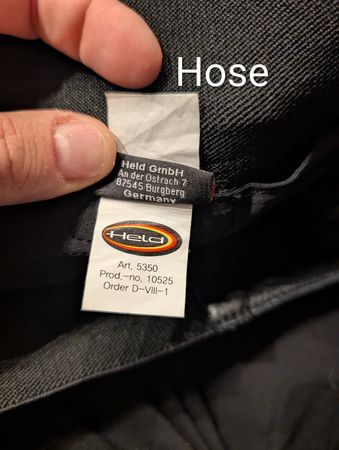 Hose
Held GmbH
An der Ostrach 7
87545 Burgberg
Germany
Held
Art. 5350
Prod.-no. 10525
Order D-VIII-1